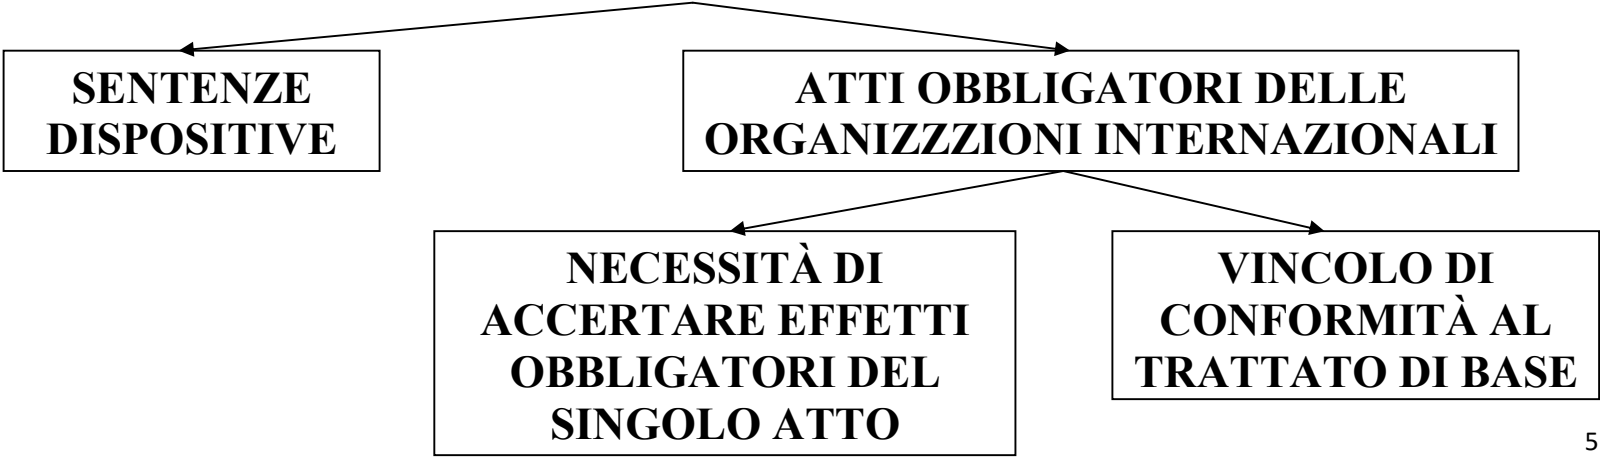 SENTENZE
DISPOSITIVE
ATTI OBBLIGATORI DELLE
ORGANIZZZIONI INTERNAZIONALI
NECESSITÀ DI
ACCERTARE EFFETTI
OBBLIGATORI DEL
SINGOLO ATTO
VINCOLO DI
CONFORMITÀ AL
TRATTATO DI BASE
5